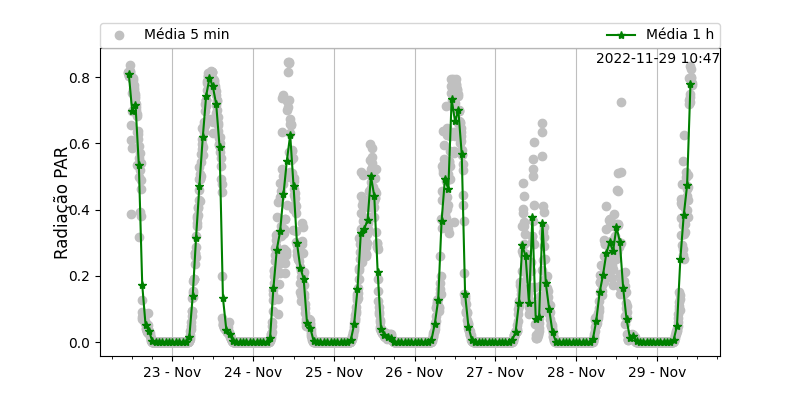 Média 5 min
Média 1 h
2022-11-29 10:47
Radiação PAR
0.8
0.6
0.4
0.2
0.0
23 - Nov
24 - Nov
25 - Nov
26 - Nov
27 - Nov
28 - Nov
29 - Nov